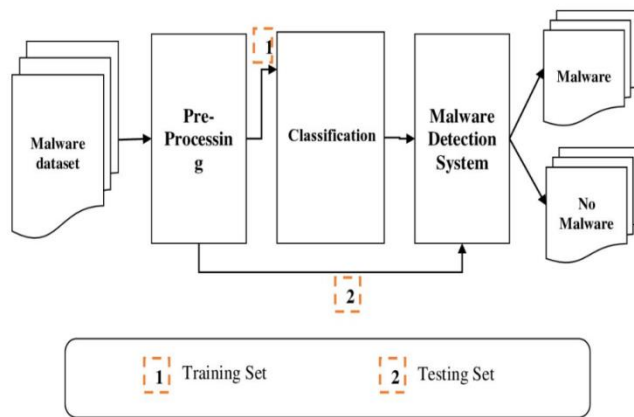 Malware
dataset
Pre-
Processin
g
1
Classification
Malware
Detection
System
Malware
No
Malware
2
1 Training Set
2 Testing Set